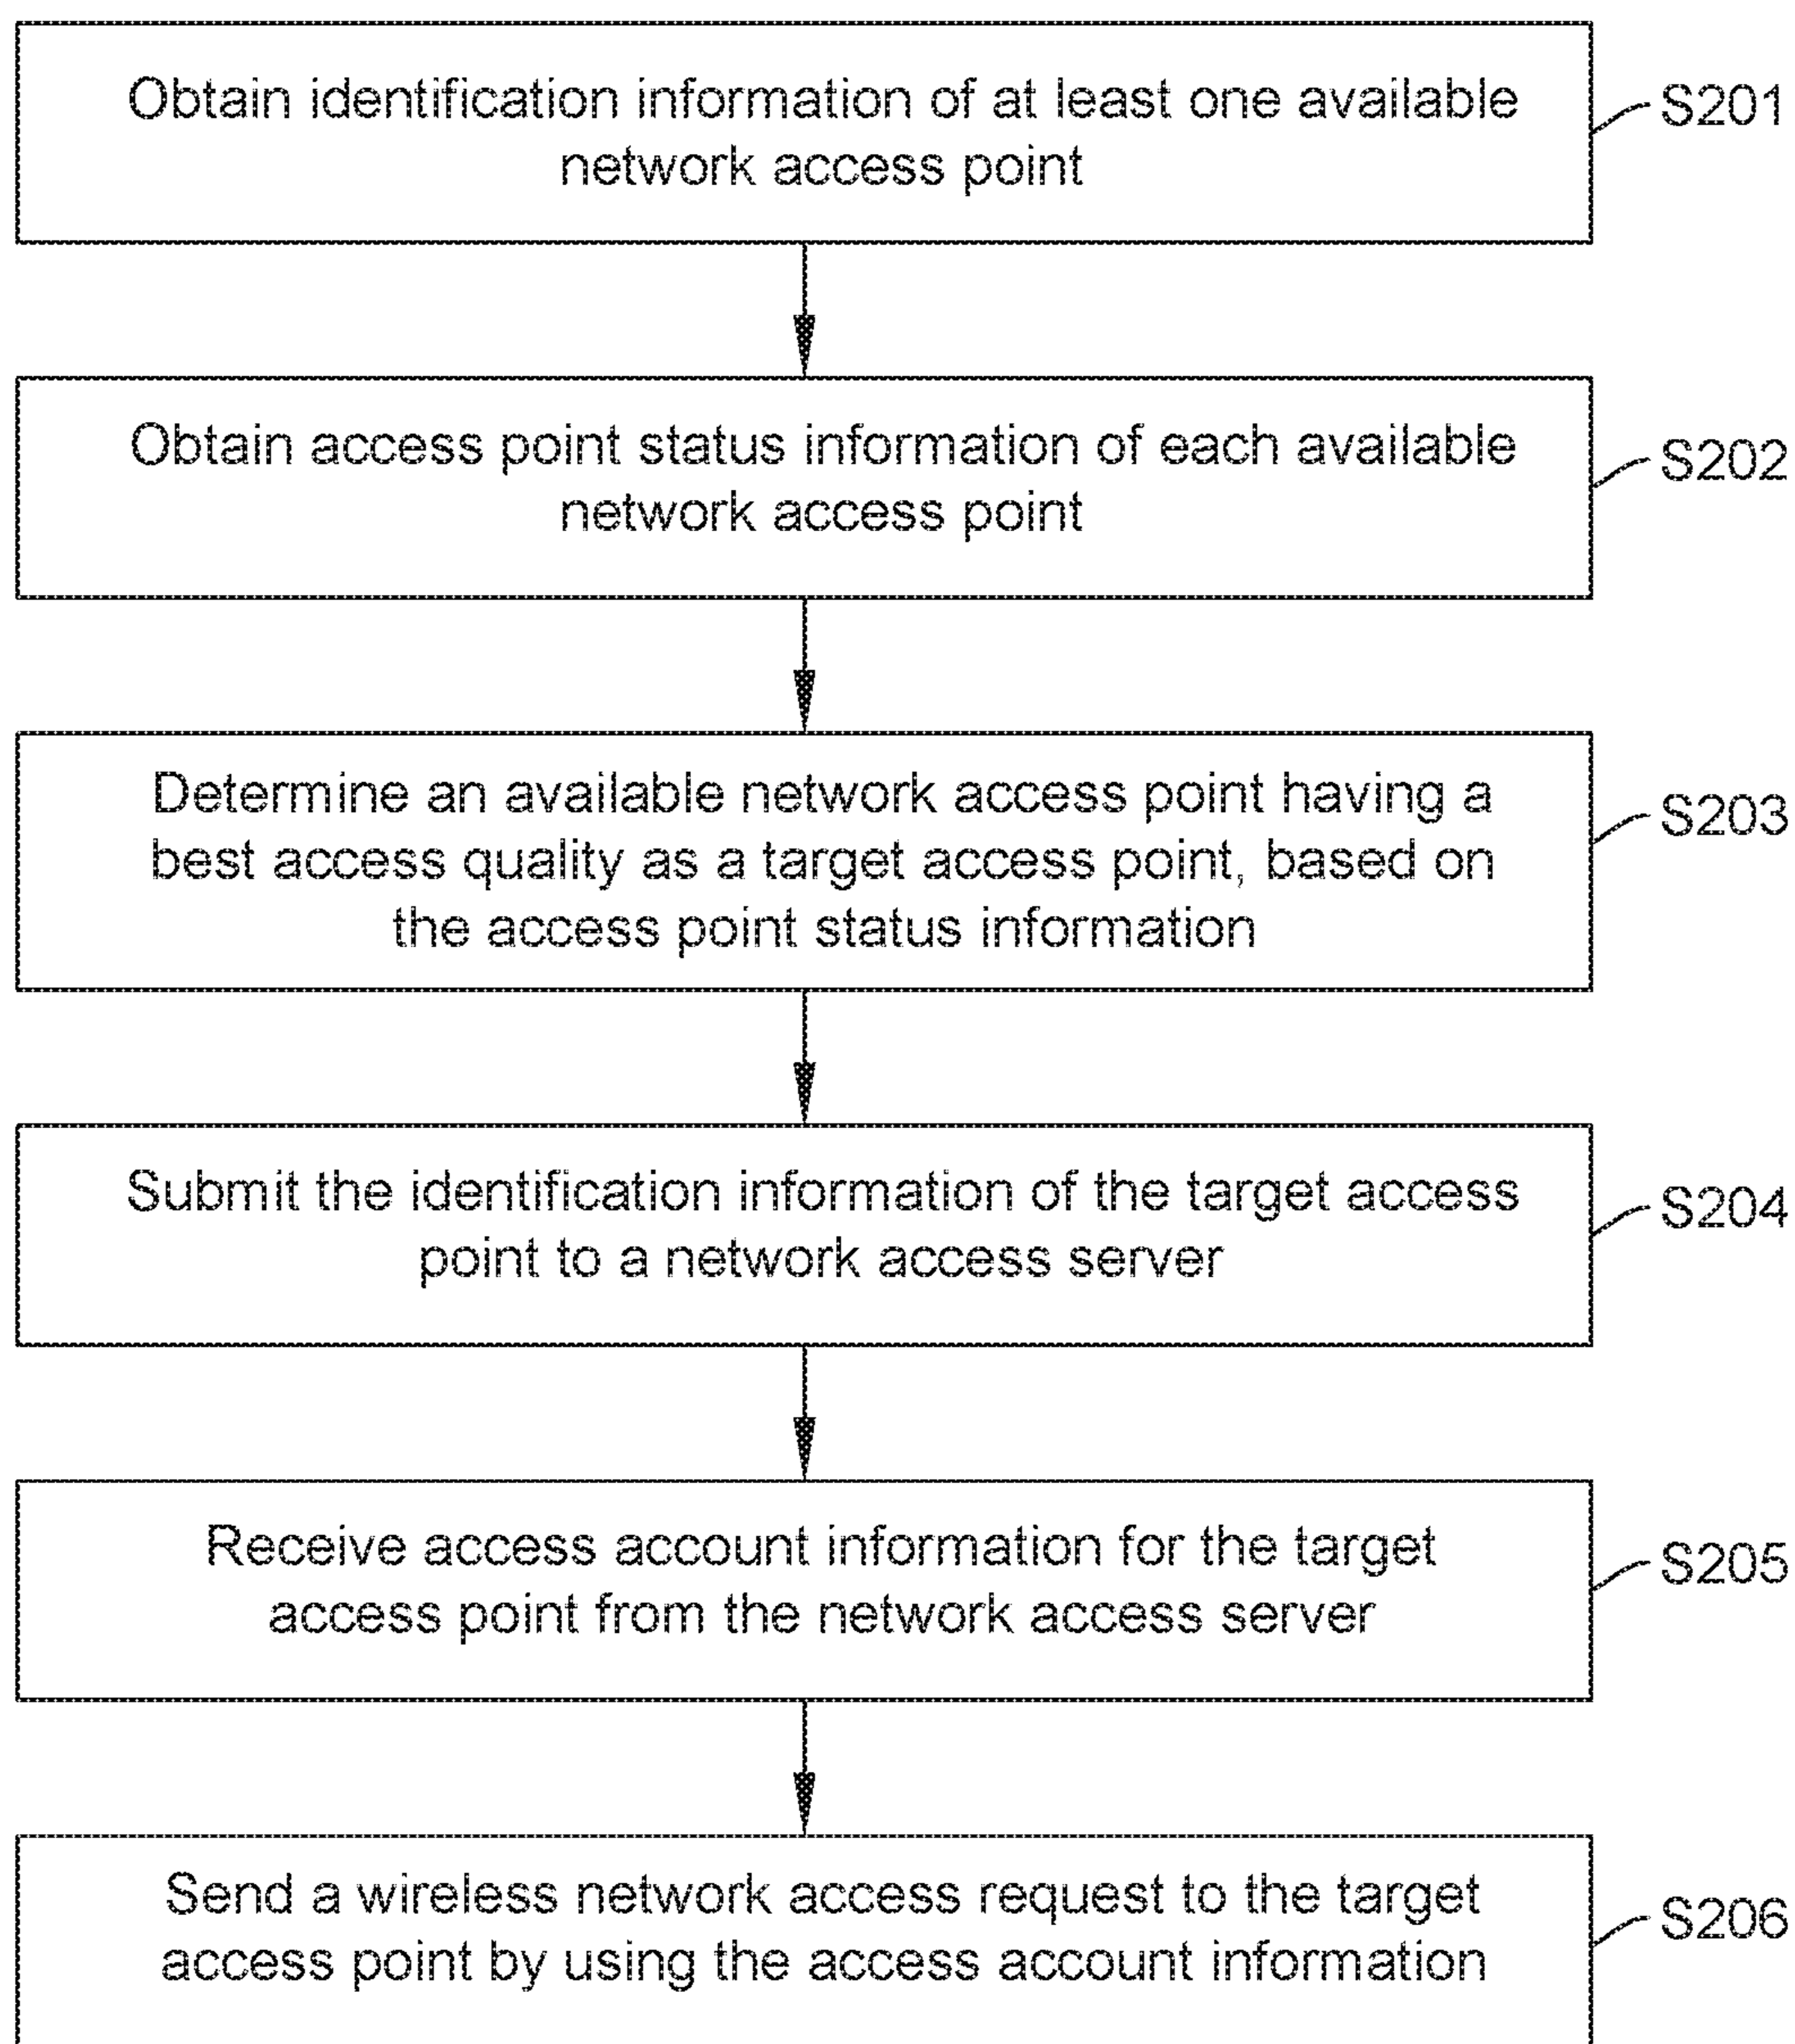 Obtain identification information of at least one available
network access point
S201
Obtain access point status information of each available
network access point
S202
Determine an available network access point having a
best access quality as a target access point, based on
the access point status information
S203
Submit the identification information of the target access
point to a network access server
S204
Receive access account information for the target
access point from the network access server
S205
Send a wireless network access request to the target
access point by using the access account information
S206